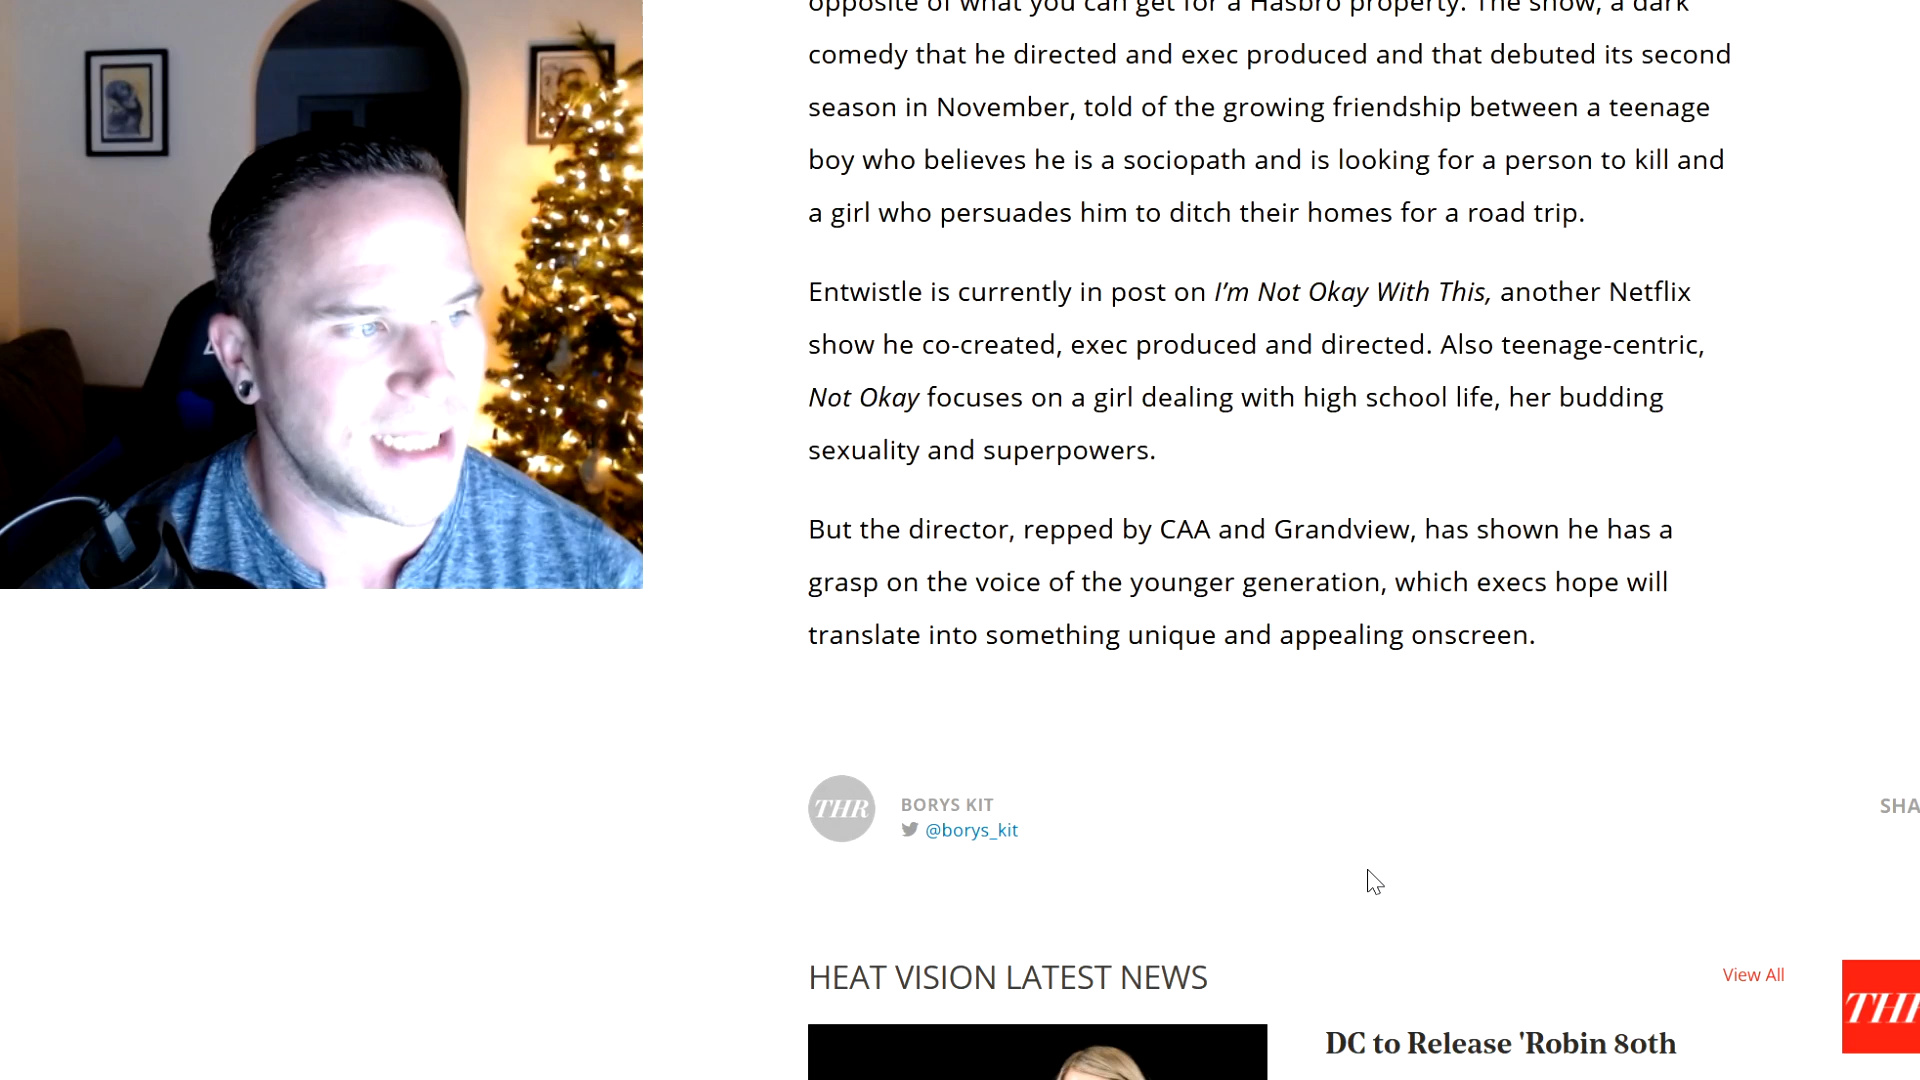 opposite of what you can get for a Hasbro property. The show, a dark
comedy that he directed and exec produced and that debuted its second
season in November, told of the growing friendship between a teenage
boy who believes he is a sociopath and is looking for a person to kill and
a girl who persuades him to ditch their homes for a road trip.
Entwistle is currently in post on I’m Not Okay With This, another Netflix
show he co-created, exec produced and directed. Also teenage-centric,
Not Okay focuses on a girl dealing with high school life, her budding
sexuality and superpowers.
But the director, repped by CAA and Grandview, has shown he has a
grasp on the voice of the younger generation, which execs hope will
translate into something unique and appealing onscreen.
THR
BORYS KIT
@borys_kit
SHA
HEAT VISION LATEST NEWS
View All
THR
DC to Release 'Robin 80th